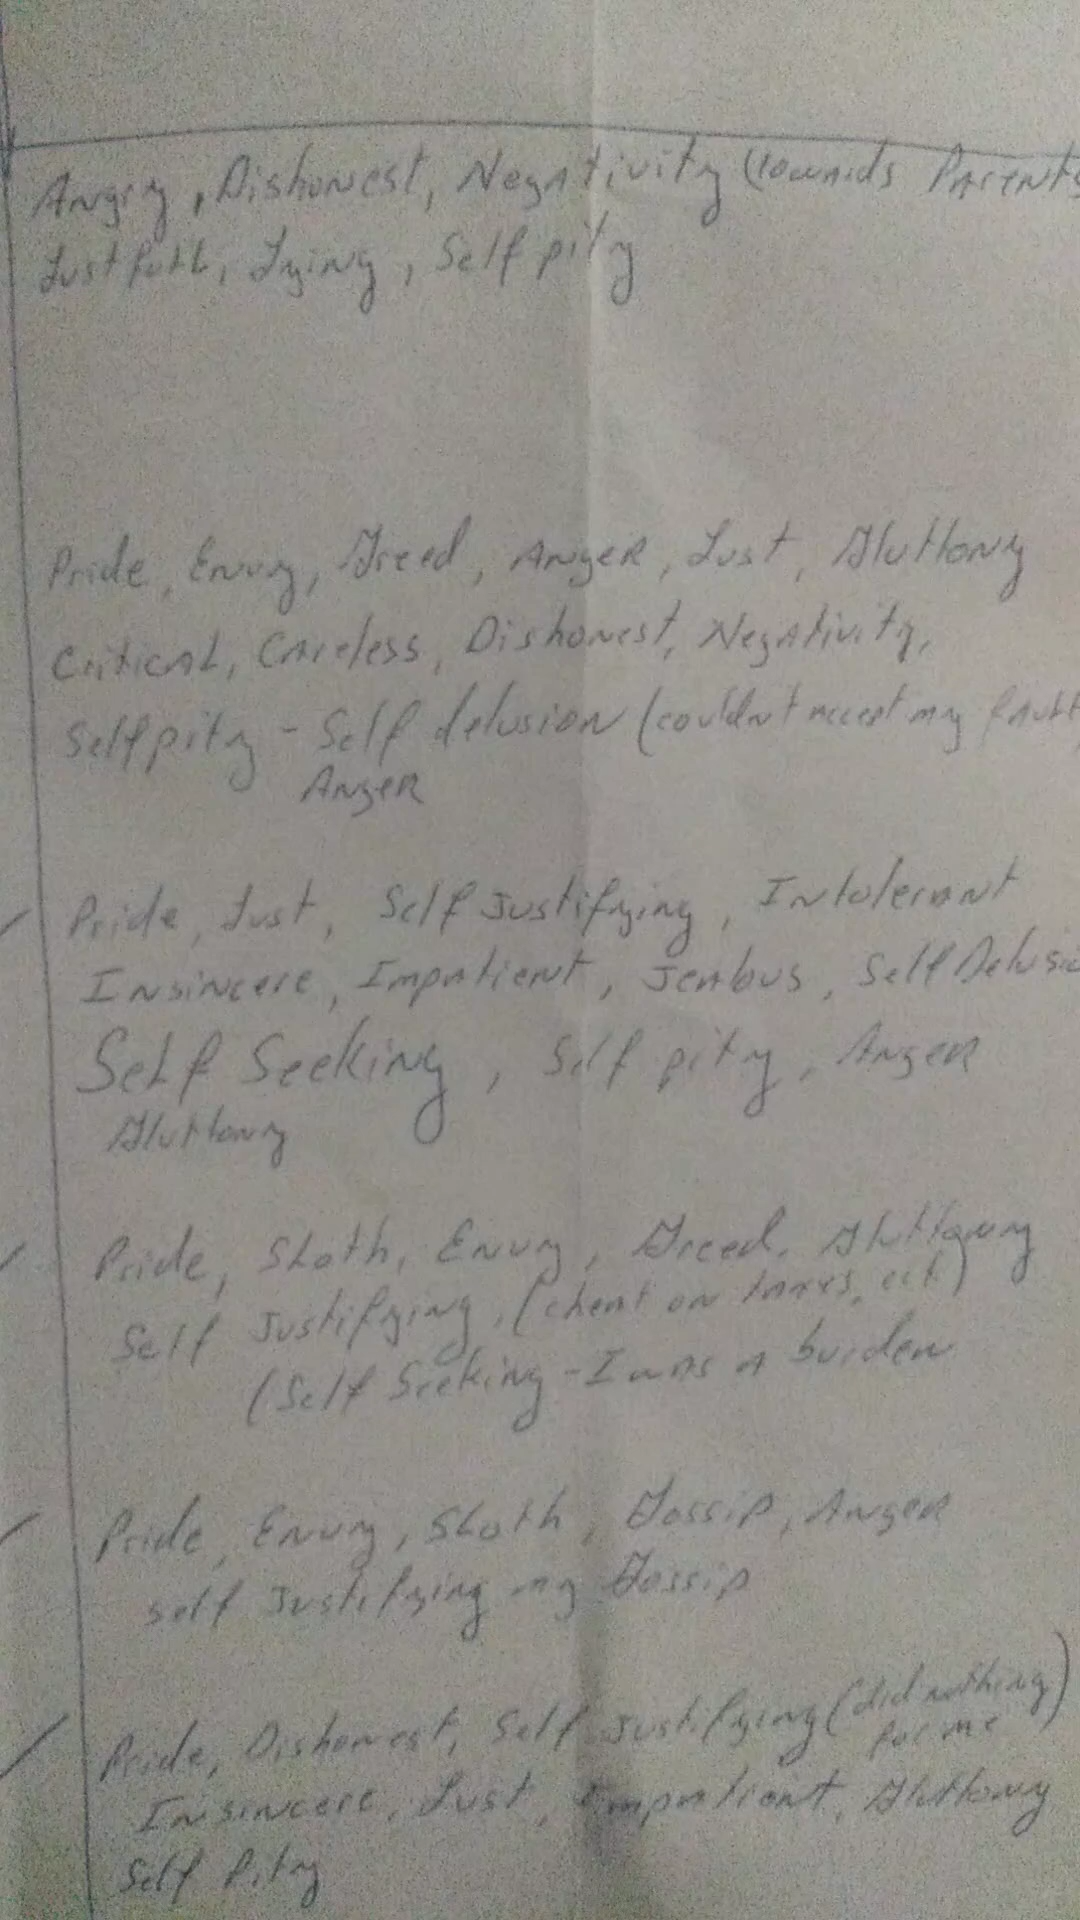 Angry, Dishonest, Negativity (towards Parents
Lustfull, Lying, Self pity
Pride, Envy, Greed, Anger, Lust, Gluttony
Critical, Careless, Dishonest, Negativity,
Self pity - Self delusion (couldn't accept my fault
Anger
Pride, Lust, Self Justifying, Intolerant
Insincere, Impatient, Jealous, Self Delusio
Self Seeking, Self pity, Anger
Gluttony
Pride, Sloth, Envy, Greed, Gluttony
Self Justifying, (cheat on taxes, ect)
(Self Seeking - I was a burden
Pride, Envy, Sloth, Gossip, Anger
Self Justifying my Gossip
Pride, Dishonest, Self Justifying (did nothing)
for me
Insincere, Lust, Impatient, Gluttony
Self Pity